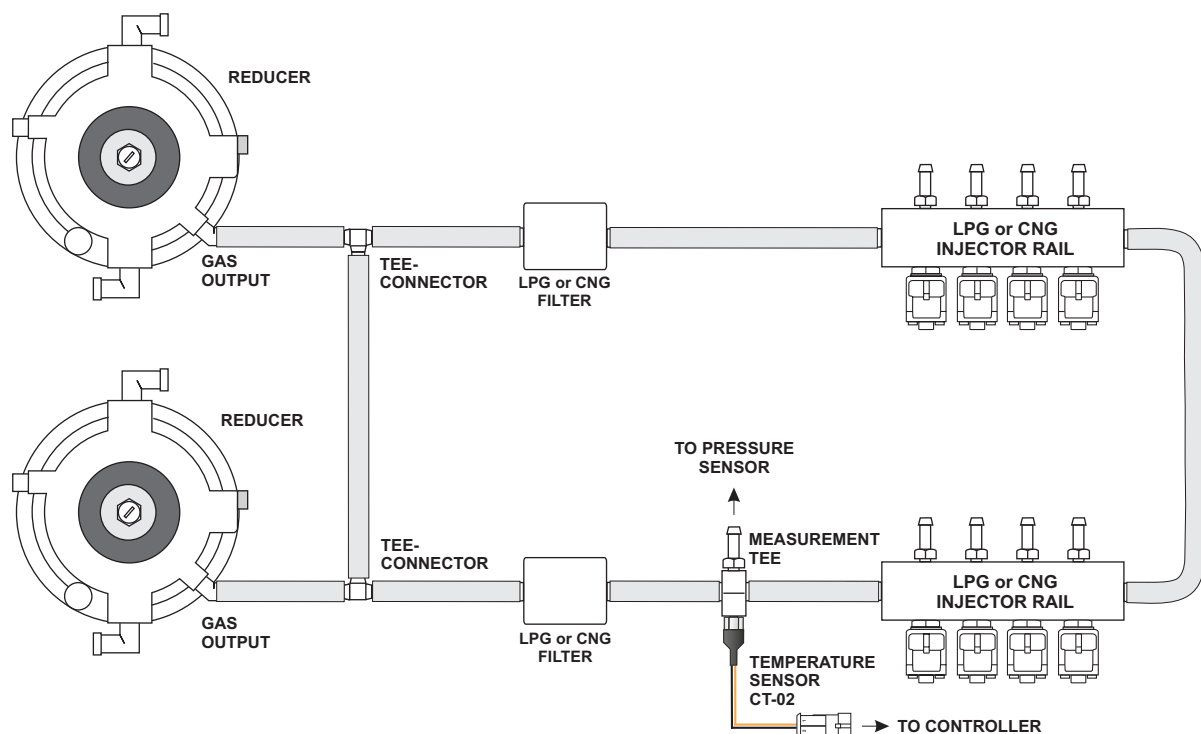 REDUCER
GAS
OUTPUT
TEE-
CONNECTOR
LPG or CNG
FILTER
LPG or CNG
INJECTOR RAIL
REDUCER
GAS
OUTPUT
TEE-
CONNECTOR
LPG or CNG
FILTER
TO PRESSURE
SENSOR
MEASUREMENT
TEE
LPG or CNG
INJECTOR RAIL
TEMPERATURE
SENSOR
CT-02
TO CONTROLLER